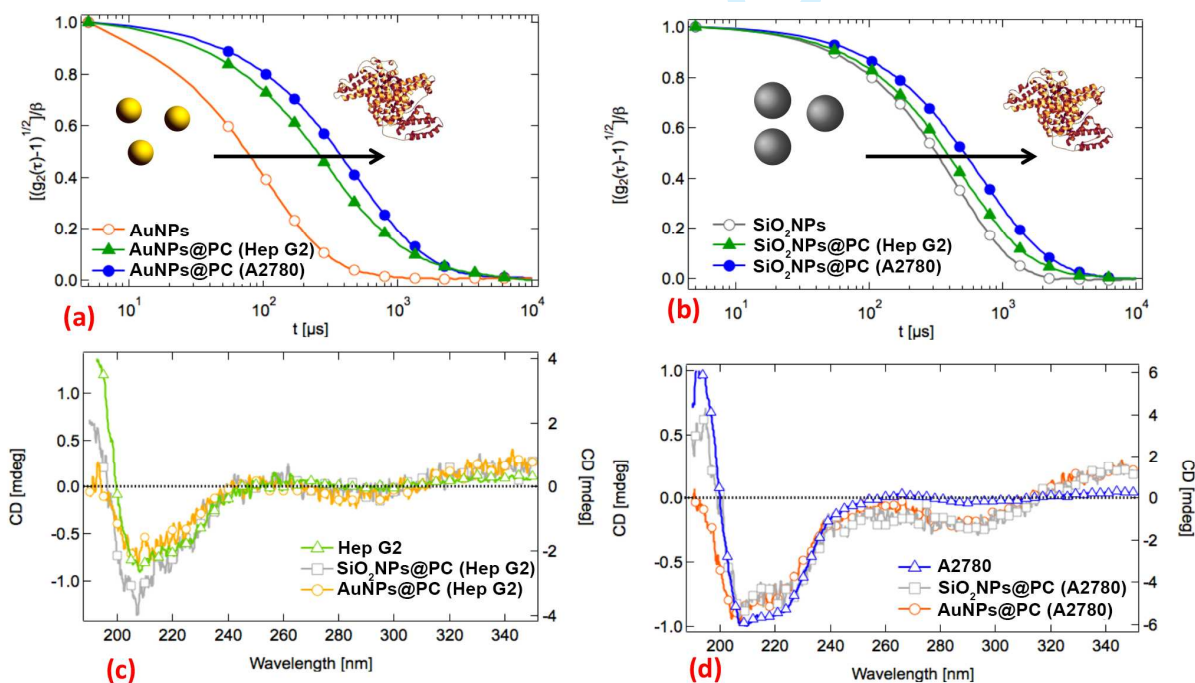 [(g₂(τ)-1)^1/2]/β
1.0
0.8
0.6
0.4
0.2
0.0
AuNPs
AuNPs@PC (Hep G2)
AuNPs@PC (A2780)
(a)
10¹
10²
10³
10⁴
t [µs]
[(g₂(τ)-1)^1/2]/β
1.0
0.8
0.6
0.4
0.2
0.0
SiO₂NPs
SiO₂NPs@PC (Hep G2)
SiO₂NPs@PC (A2780)
(b)
10¹
10²
10³
10⁴
t [µs]
CD [mdeg]
1.0
0.5
0.0
-0.5
-1.0
4
2
0
-2
-4
CD [mdeg]
Hep G2
SiO₂NPs@PC (Hep G2)
AuNPs@PC (Hep G2)
200 220 240 260 280 300 320 340
Wavelength [nm]
(c)
CD [mdeg]
1.0
0.5
0.0
-0.5
-1.0
6
4
2
0
-2
-4
-6
CD [mdeg]
A2780
SiO₂NPs@PC (A2780)
AuNPs@PC (A2780)
200 220 240 260 280 300 320 340
Wavelength [nm]
(d)